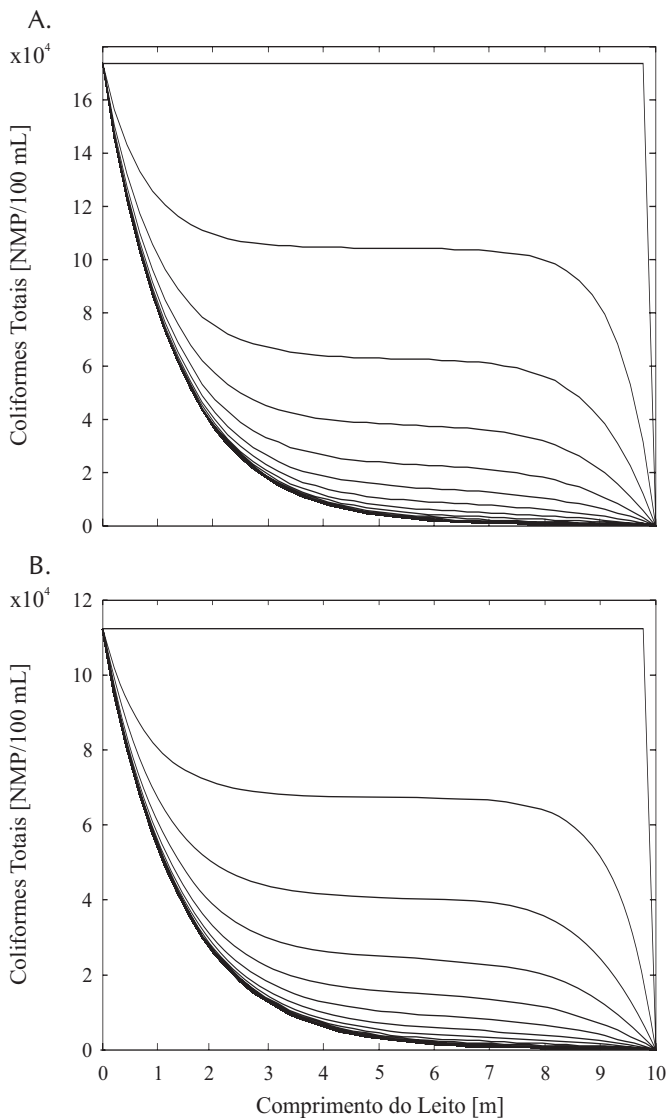 A.
x10⁴
16
14
12
10
8
6
4
2
0
Coliformes Totais [NMP/100 mL]
B.
x10⁴
12
10
8
6
4
2
0
Coliformes Totais [NMP/100 mL]
0 1 2 3 4 5 6 7 8 9 10
Comprimento do Leito [m]